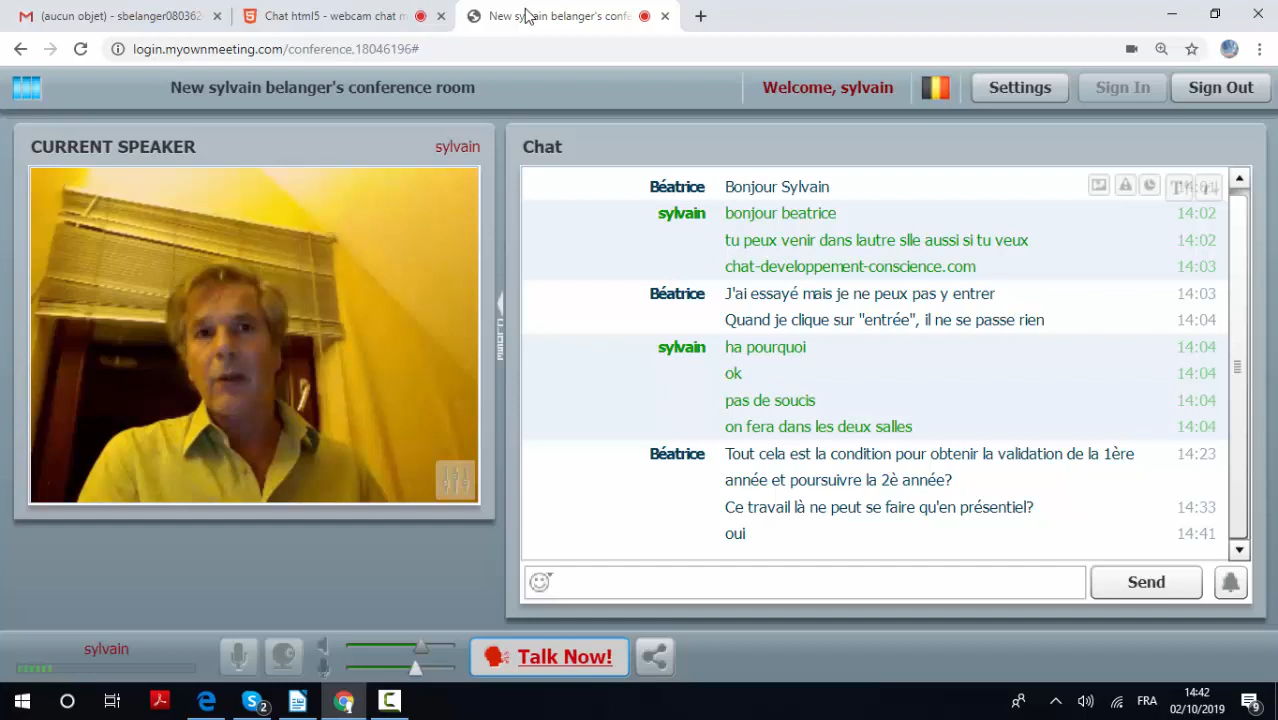 (aucun objet) - sbelanger080362
Chat html5 - webcam chat m
New sylvain belanger's confe
login.myownmeeting.com/conference,18046196#
New sylvain belanger's conference room
Welcome, sylvain
Settings
Sign In
Sign Out
CURRENT SPEAKER
sylvain
Chat
Béatrice Bonjour Sylvain
sylvain bonjour beatrice 14:02
tu peux venir dans lautre slle aussi si tu veux 14:02
chat-developpement-conscience.com 14:03
Béatrice J'ai essayé mais je ne peux pas y entrer 14:03
Quand je clique sur "entrée", il ne se passe rien 14:04
sylvain ha pourquoi 14:04
ok 14:04
pas de soucis 14:04
on fera dans les deux salles 14:04
Béatrice Tout cela est la condition pour obtenir la validation de la 1ère 14:23
année et poursuivre la 2è année?
Ce travail là ne peut se faire qu'en présentiel? 14:33
oui 14:41
Send
sylvain
Talk Now!
2
FRA
14:42
02/10/2019
9